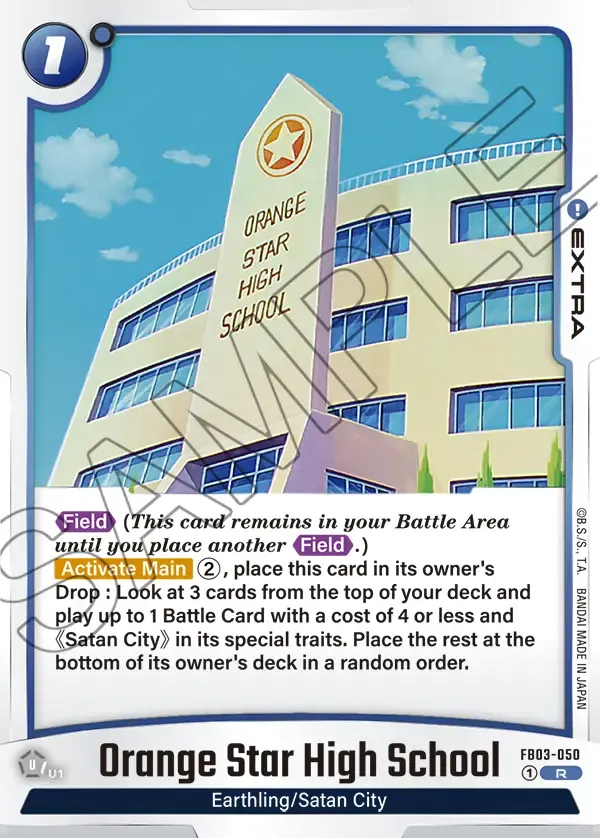 1
ORANGE
STAR
HIGH
SCHOOL
! EXTRA
SAMPLE
Field (This card remains in your Battle Area
until you place another Field.)
Activate Main ②, place this card in its owner's
Drop : Look at 3 cards from the top of your deck and
play up to 1 Battle Card with a cost of 4 or less and
《Satan City》 in its special traits. Place the rest at the
bottom of its owner's deck in a random order.
©B.S./S., T.A. BANDAI MADE IN JAPAN
U/U1
Orange Star High School
FB03-050
① R
Earthling/Satan City